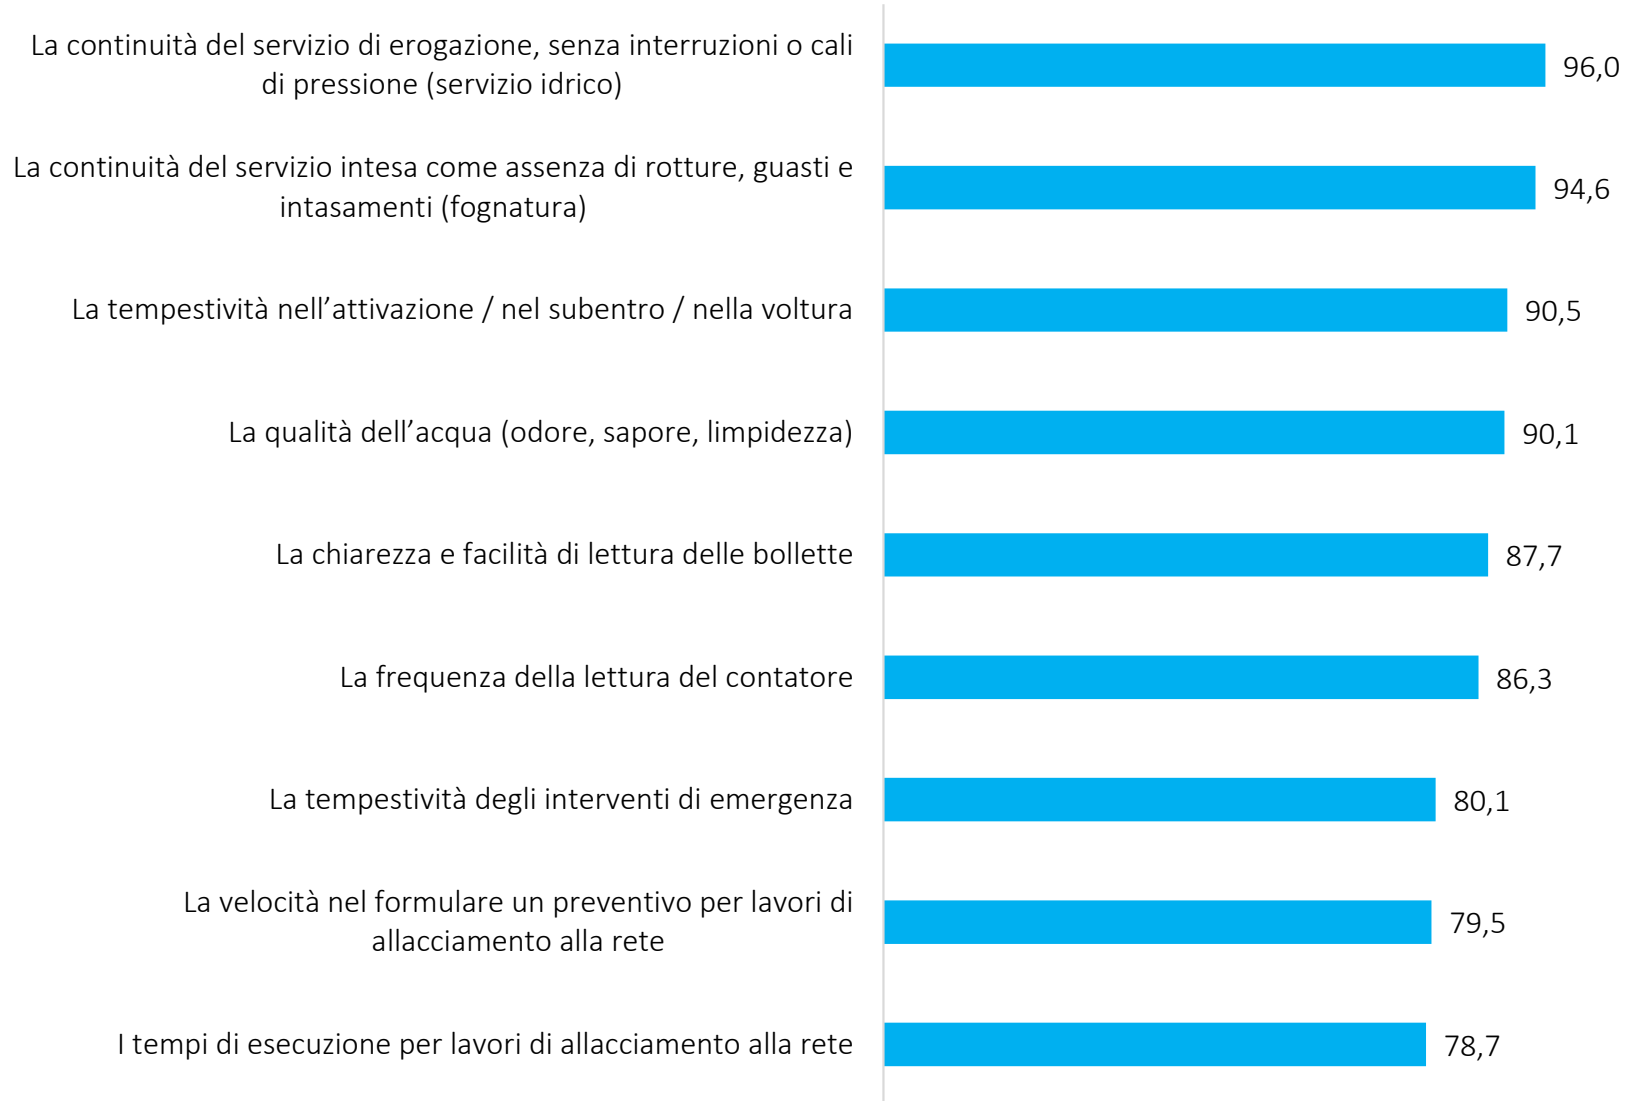 La continuità del servizio di erogazione, senza interruzioni o cali
di pressione (servizio idrico)
96,0
La continuità del servizio intesa come assenza di rotture, guasti e
intasamenti (fognatura)
94,6
La tempestività nell’attivazione / nel subentro / nella voltura
90,5
La qualità dell’acqua (odore, sapore, limpidezza)
90,1
La chiarezza e facilità di lettura delle bollette
87,7
La frequenza della lettura del contatore
86,3
La tempestività degli interventi di emergenza
80,1
La velocità nel formulare un preventivo per lavori di
allacciamento alla rete
79,5
I tempi di esecuzione per lavori di allacciamento alla rete
78,7